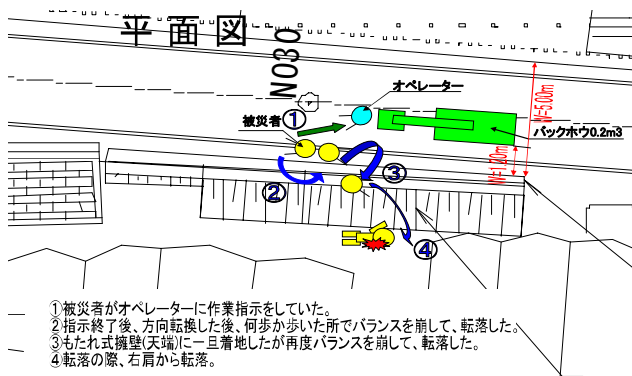 平面図
NO30
オペレーター
被災者
①
W=5.00m
バックホウ0.2m3
②
③
④
①被災者がオペレーターに作業指示をしていた。
②指示終了後、方向転換した後、何歩か歩いた所でバランスを崩して、転落した。
③もたれ式擁壁(天端)に一旦着地したが再度バランスを崩して、転落した。
④転落の際、右肩から転落。